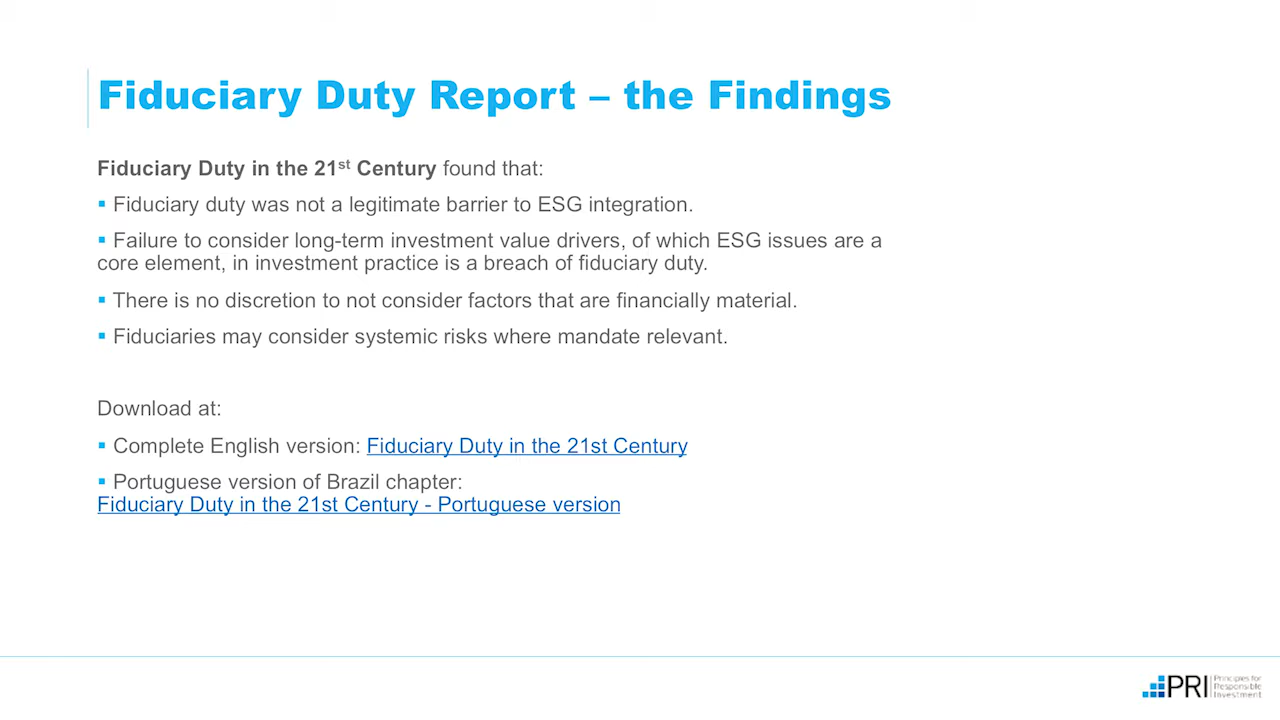 Fiduciary Duty Report – the Findings
Fiduciary Duty in the 21st Century found that:
▪ Fiduciary duty was not a legitimate barrier to ESG integration.
▪ Failure to consider long-term investment value drivers, of which ESG issues are a
core element, in investment practice is a breach of fiduciary duty.
▪ There is no discretion to not consider factors that are financially material.
▪ Fiduciaries may consider systemic risks where mandate relevant.
Download at:
▪ Complete English version: Fiduciary Duty in the 21st Century
▪ Portuguese version of Brazil chapter:
Fiduciary Duty in the 21st Century - Portuguese version
PRI
Principles for
Responsible
Investment